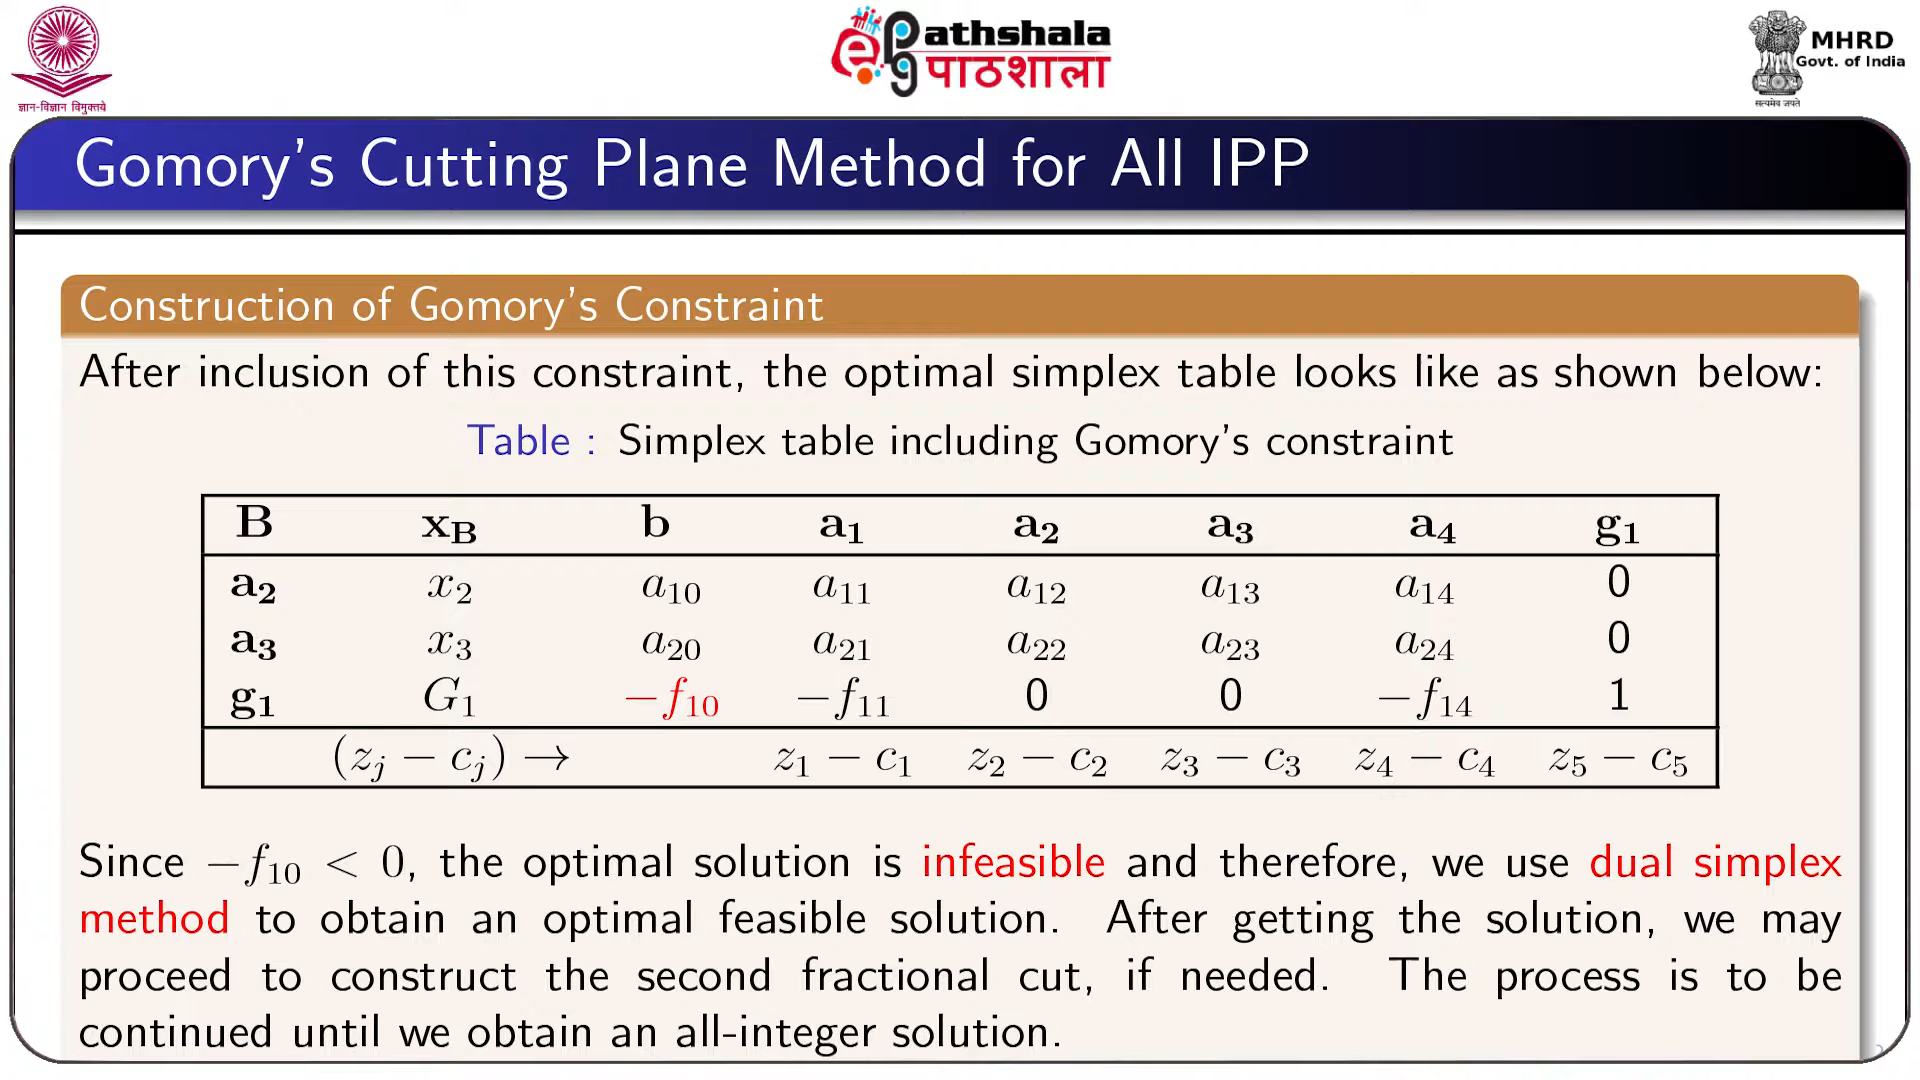 ज्ञान-विज्ञान विमुक्तये
ePg Pathshala
पाठशाला
MHRD
Govt. of India
सत्यमेव जयते
Gomory's Cutting Plane Method for All IPP
Construction of Gomory's Constraint
After inclusion of this constraint, the optimal simplex table looks like as shown below:
Table : Simplex table including Gomory's constraint
B x_B b a_1 a_2 a_3 a_4 g_1
a_2 x_2 a_10 a_11 a_12 a_13 a_14 0
a_3 x_3 a_20 a_21 a_22 a_23 a_24 0
g_1 G_1 −f_10 −f_11 0 0 −f_14 1
(z_j − c_j) → z_1 − c_1 z_2 − c_2 z_3 − c_3 z_4 − c_4 z_5 − c_5
Since −f_10 < 0, the optimal solution is infeasible and therefore, we use dual simplex
method to obtain an optimal feasible solution. After getting the solution, we may
proceed to construct the second fractional cut, if needed. The process is to be
continued until we obtain an all-integer solution.